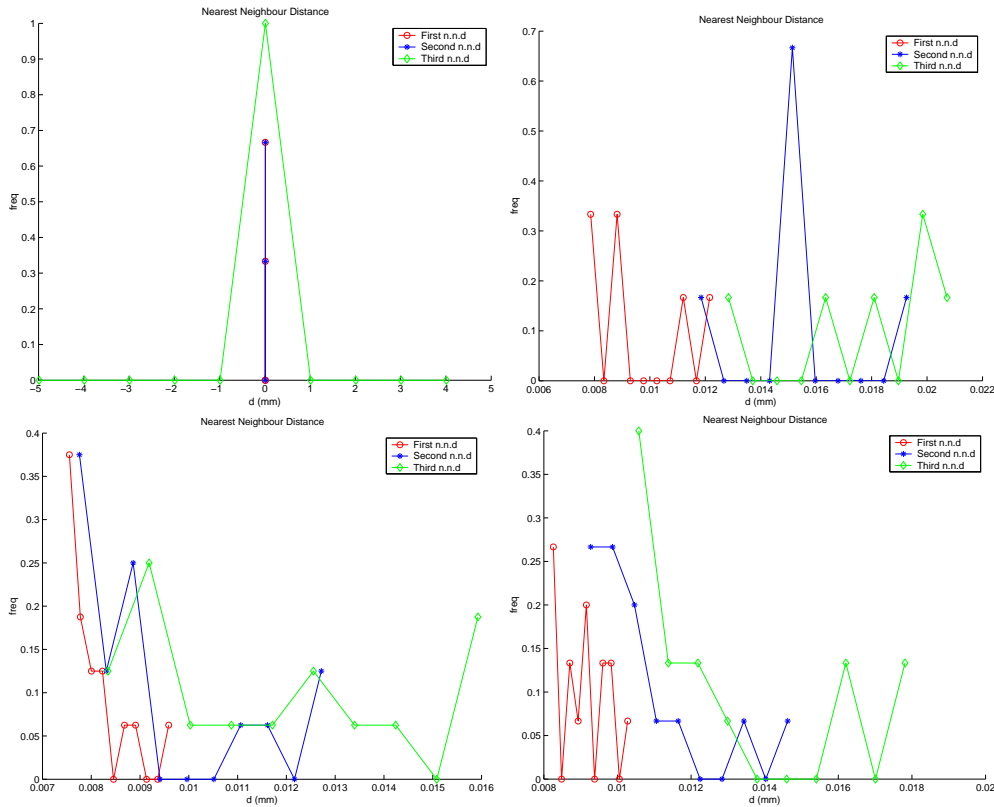 Nearest Neighbour Distance
First n.n.d
Second n.n.d
Third n.n.d
1
0.9
0.8
0.7
0.6
0.5
0.4
0.3
0.2
0.1
0
freq
-5 -4 -3 -2 -1 0 1 2 3 4 5
d (mm)
Nearest Neighbour Distance
First n.n.d
Second n.n.d
Third n.n.d
0.7
0.6
0.5
0.4
0.3
0.2
0.1
0
freq
0.006 0.008 0.01 0.012 0.014 0.016 0.018 0.02 0.022
d (mm)
Nearest Neighbour Distance
First n.n.d
Second n.n.d
Third n.n.d
0.4
0.35
0.3
0.25
0.2
0.15
0.1
0.05
0
freq
0.007 0.008 0.009 0.01 0.011 0.012 0.013 0.014 0.015 0.016
d (mm)
Nearest Neighbour Distance
First n.n.d
Second n.n.d
Third n.n.d
0.4
0.35
0.3
0.25
0.2
0.15
0.1
0.05
0
freq
0.008 0.01 0.012 0.014 0.016 0.018 0.02
d (mm)